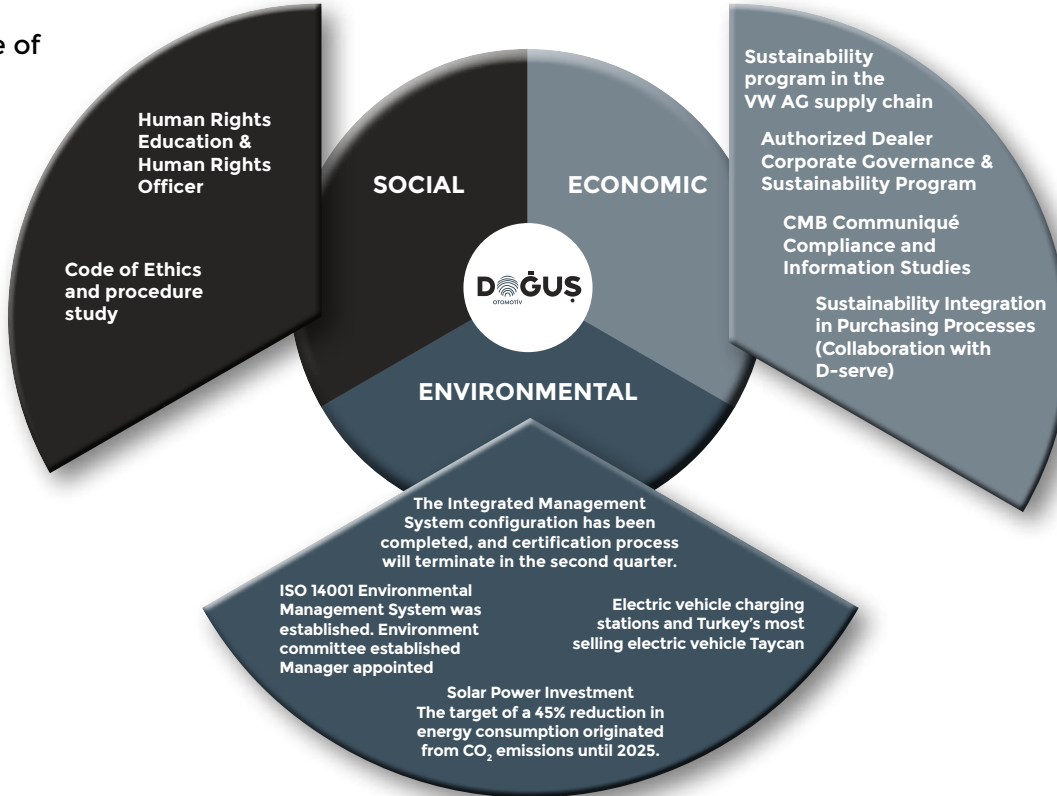 e of
Human Rights
Education &
Human Rights
Officer
Code of Ethics
and procedure
study
SOCIAL
ECONOMIC
ENVIRONMENTAL
DOĞUŞ
OTOMOTİV
Sustainability
program in the
VW AG supply chain
Authorized Dealer
Corporate Governance &
Sustainability Program
CMB Communiqué
Compliance and
Information Studies
Sustainability Integration
in Purchasing Processes
(Collaboration with
D-serve)
The Integrated Management
System configuration has been
completed, and certification process
will terminate in the second quarter.
ISO 14001 Environmental
Management System was
established. Environment
committee established
Manager appointed
Electric vehicle charging
stations and Turkey's most
selling electric vehicle Taycan
Solar Power Investment
The target of a 45% reduction in
energy consumption originated
from CO₂ emissions until 2025.